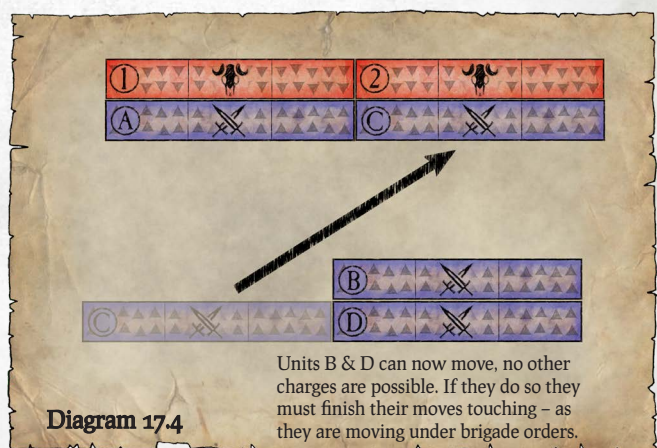 1 2
A C
B
C D
Units B & D can now move, no other
charges are possible. If they do so they
must finish their moves touching – as
they are moving under brigade orders.
Diagram 17.4